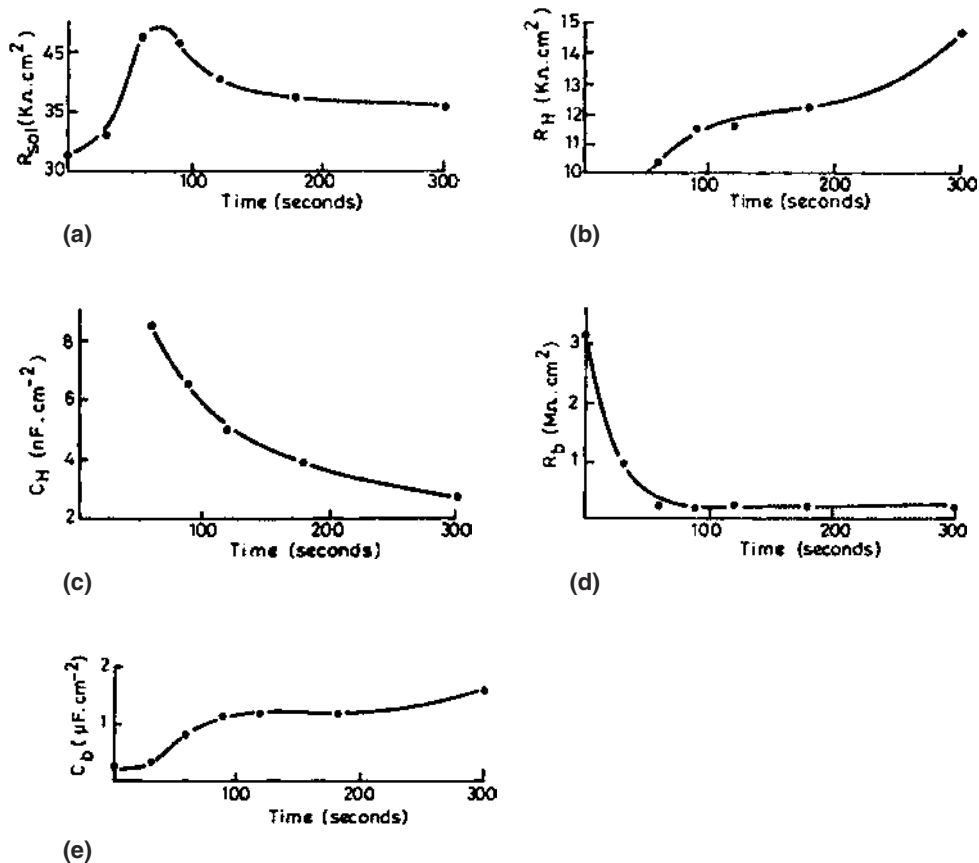 R_sol (KΩ.cm²)
45
35
30
100
200
300
Time (seconds)
(a)
R_H (KΩ.cm²)
15
14
13
12
11
10
100
200
300
Time (seconds)
(b)
C_H (nF.cm⁻²)
8
6
4
2
100
200
300
Time (seconds)
(c)
R_b (MΩ.cm²)
3
2
1
100
200
300
Time (seconds)
(d)
C_b (µF.cm⁻²)
2
1
100
200
300
Time (seconds)
(e)